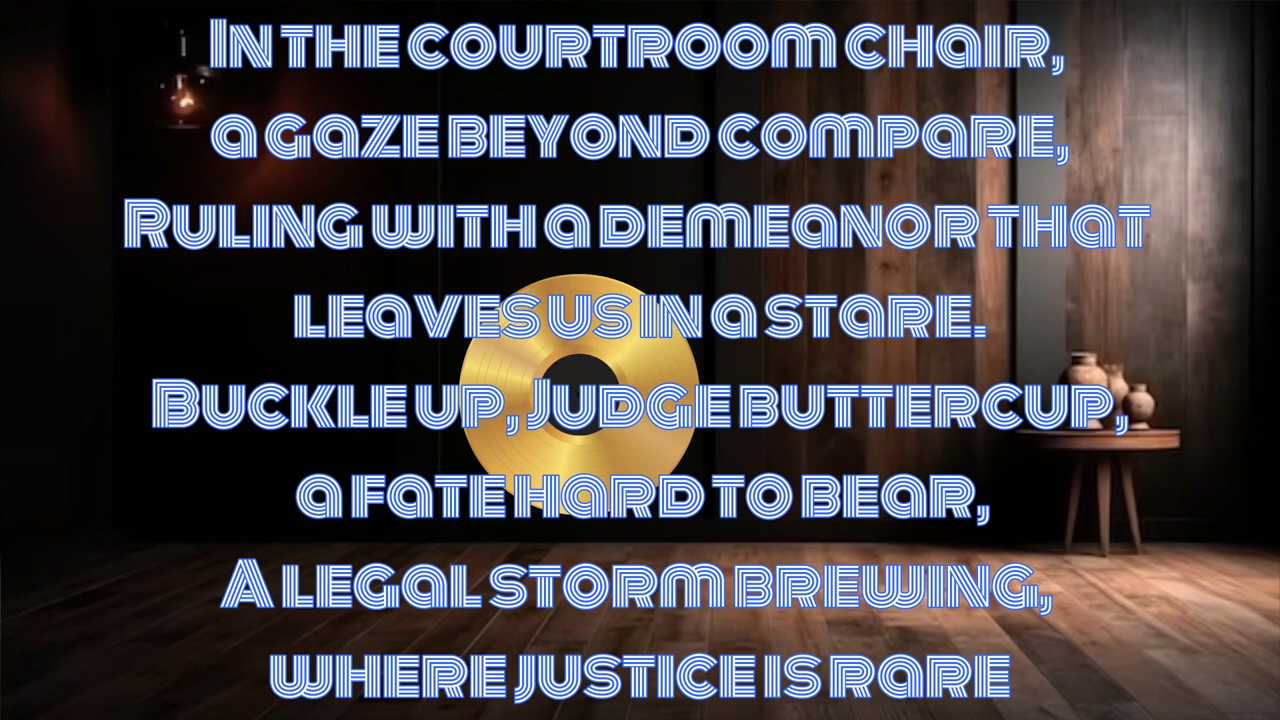 In the courtroom chair,
a gaze beyond compare,
Ruling with a demeanor that
leaves us in a stare.
Buckle up, Judge buttercup,
a fate hard to bear,
A legal storm brewing,
where justice is rare